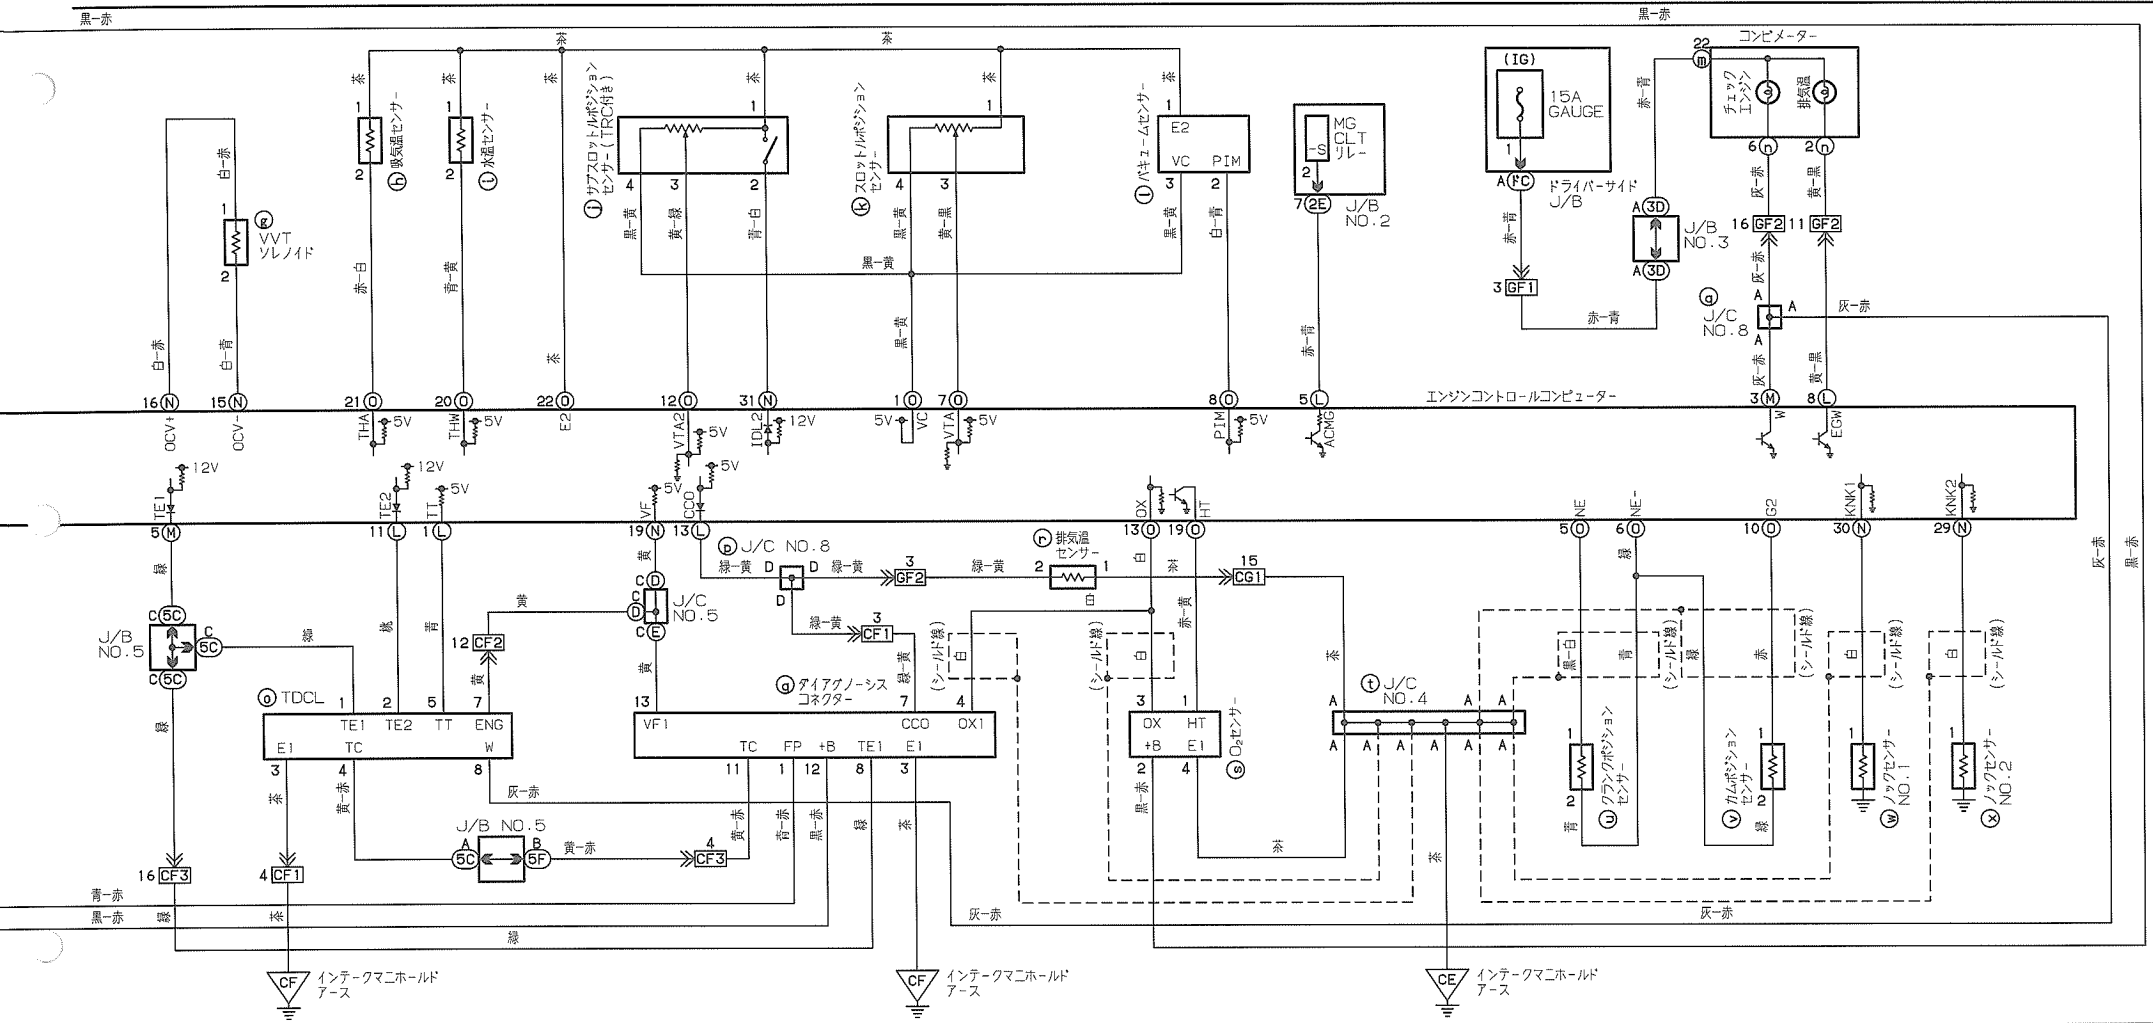 黒―赤
黒―赤
茶
茶
コンビメーター
22
m
チェック
エンジン
排気温
6 n
2 n
(IG)
15A
GAUGE
1
A FC
ドライバーサイド
J/B
MG
CLT
リレー
-S
2
7 2E
J/B
NO.2
茶
茶
茶
茶
茶
茶
1
2
h 吸気温センサー
1
2
i 水温センサー
j サブスロットルポジション
センサー(TRC付き)
1
4
3
2
k スロットルポジション
センサー
1
4
3
l バキュームセンサー
1
E2
VC
PIM
3
2
白―赤
1
g
VVT
ソレノイド
2
白―赤
白―青
赤―白
青―黄
茶
黒―黄
黄―緑
青―白
黒―黄
黄―黒
黒―黄
白―青
黒―黄
黒―黄
赤―青
赤―青
3 GF1
赤―青
赤―青
A 3D
J/B
NO.3
A 3D
灰―赤
黄―黒
16 GF2
11 GF2
灰―赤
A
q
J/C
NO.8
A
A
灰―赤
灰―赤
黄―黒
16 N
15 N
21 O
20 O
22 O
12 O
31 N
1 O
7 O
8 O
5 L
エンジンコントロールコンピューター
3 M
8 L
OCV+
OCV-
THA
5V
THW
5V
E2
VTA2
5V
IDL2
12V
5V
VC
VTA
5V
PIM
5V
ACMG
W
EGW
12V
TE1
12V
TE2
5V
TT
5V
VF
5V
CCO
OX
HT
NE
NE-
G2
KNK1
KNK2
5 M
11 L
1 L
19 N
13 L
13 O
19 O
5 O
6 O
10 O
30 N
29 N
緑
C 5C
J/B
NO.5
C
5C
C 5C
緑
緑
桃
青
黄
12 CF2
黄
黄
C D
C
D
J/C
NO.5
C E
黄
p J/C NO.8
緑―黄
D
D
D
緑―黄
3
GF2
緑―黄
緑―黄
3
CF1
緑―黄
r 排気温
センサー
2
1
白
茶
15
CG1
白
赤―黄
(シールド線)
白
(シールド線)
白
茶
緑
黒―白
青
(シールド線)
緑
赤
(シールド線)
白
(シールド線)
白
(シールド線)
灰―赤
黒―赤
o TDCL
1
2
5
7
TE1
TE2
TT
ENG
E1
TC
W
3
4
8
q ダイアグノーシス
コネクター
13
7
4
VF1
CCO
OX1
TC
FP
+B
TE1
E1
11
1
12
8
3
3
1
OX
HT
+B
E1
2
4
s O₂センサー
t J/C
NO.4
A
A
A
A
A
A
A
A
A
1
2
u クランクポジション
センサー
1
2
v カムポジション
センサー
1
w ノックセンサー
NO.1
1
x ノックセンサー
NO.2
茶
黄―赤
灰―赤
J/B NO.5
A
5C
B
5F
黄―赤
4
CF3
黄―赤
青―赤
黒―赤
緑
茶
黒―赤
茶
茶
青
緑
16 CF3
4 CF1
青―赤
黒―赤
緑
茶
緑
灰―赤
灰―赤
CF
インテークマニホールド
アース
CF
インテークマニホールド
アース
CE
インテークマニホールド
アース